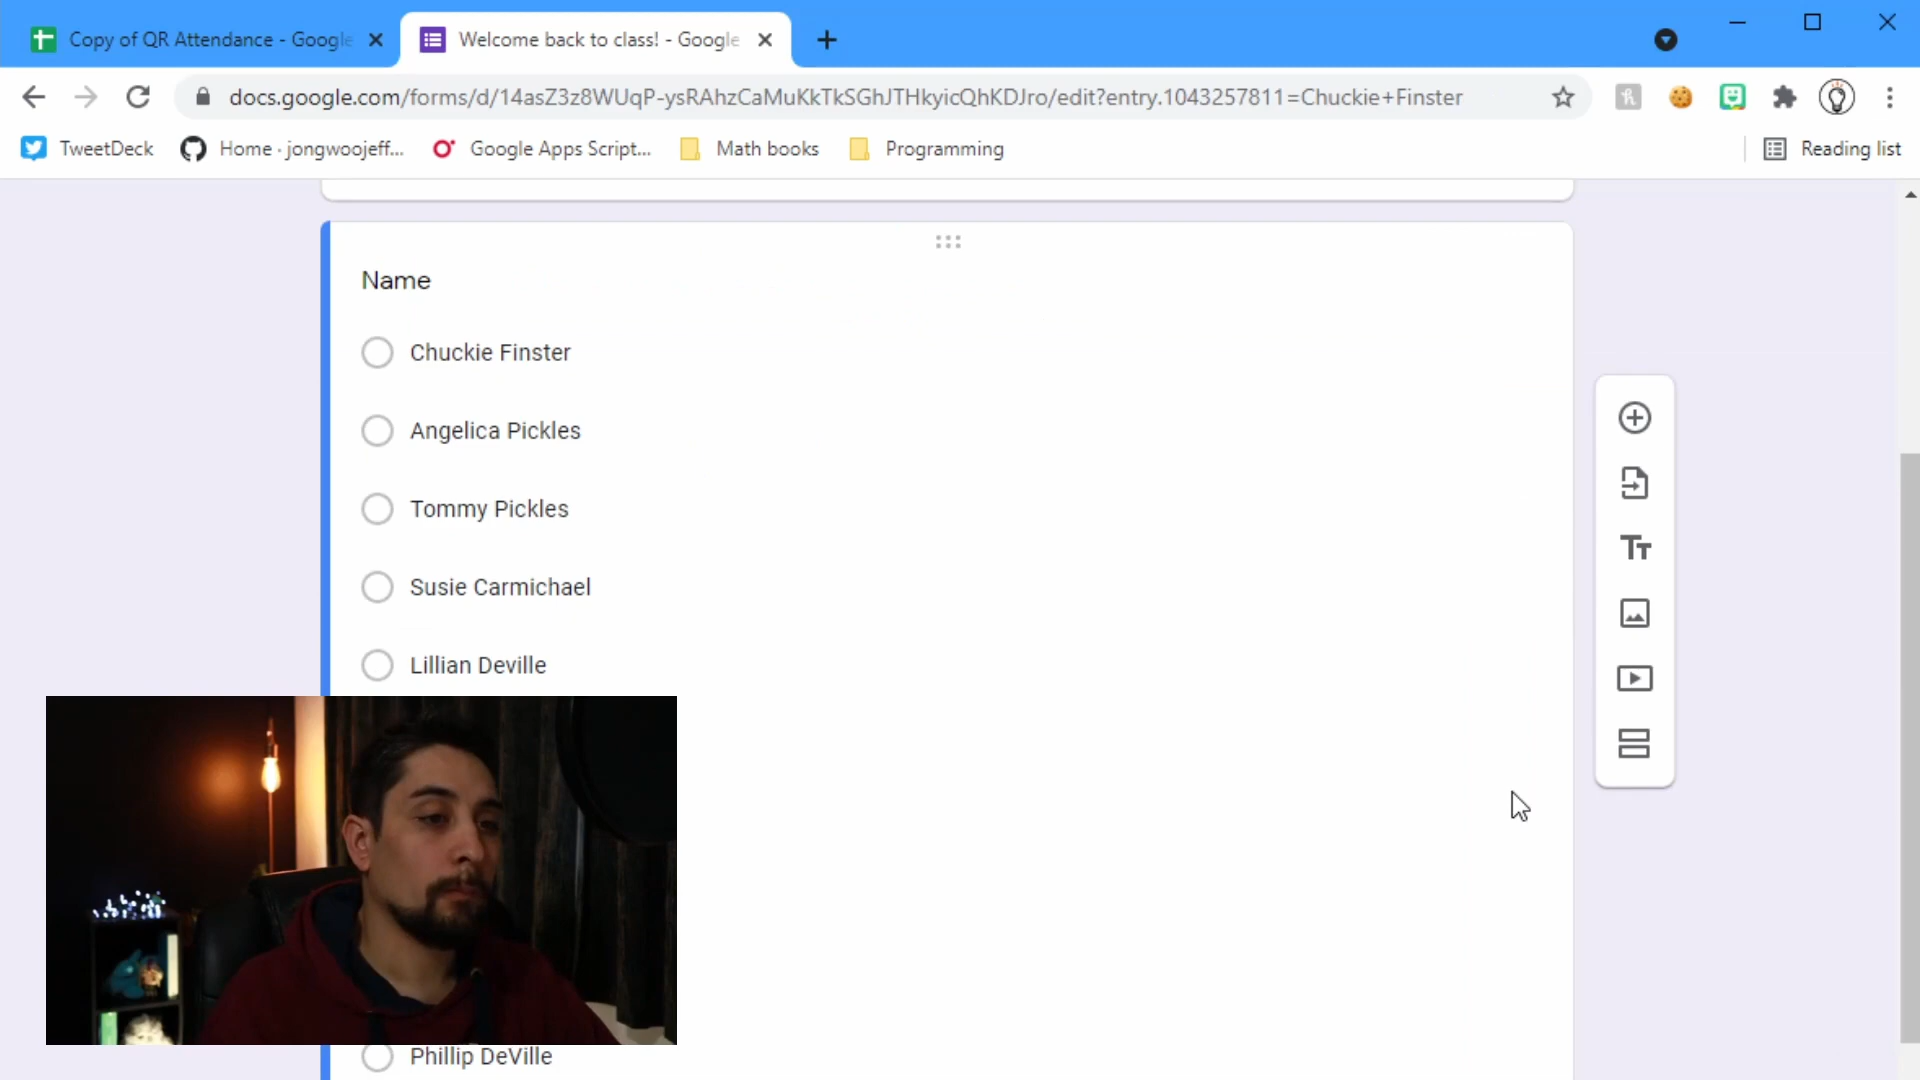 Copy of QR Attendance - Google
Welcome back to class! - Google
docs.google.com/forms/d/14asZ3z8WUqP-ysRAhzCaMuKkTkSGhJTHkyicQhKDJro/edit?entry.1043257811=Chuckie+Finster
TweetDeck
Home · jongwoojeff...
Google Apps Script...
Math books
Programming
Reading list
Name
Chuckie Finster
Angelica Pickles
Tommy Pickles
Susie Carmichael
Lillian Deville
Phillip DeVille